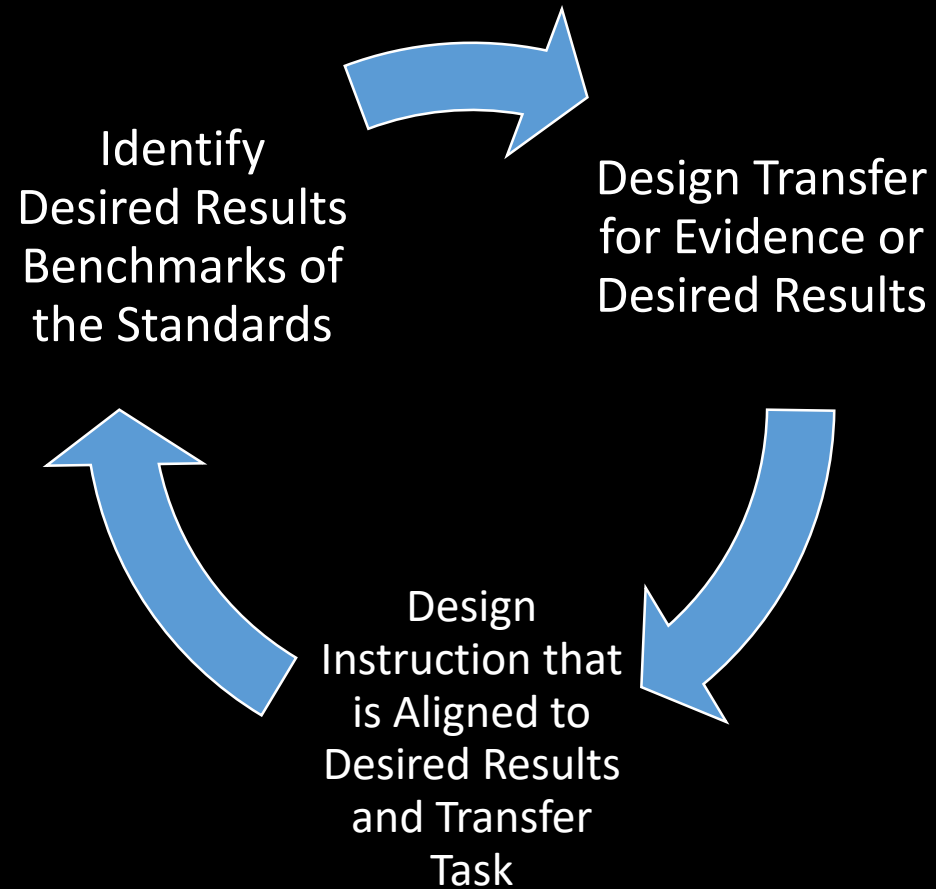 Identify
Desired Results
Benchmarks of
the Standards
Design Transfer
for Evidence or
Desired Results
Design
Instruction that
is Aligned to
Desired Results
and Transfer
Task